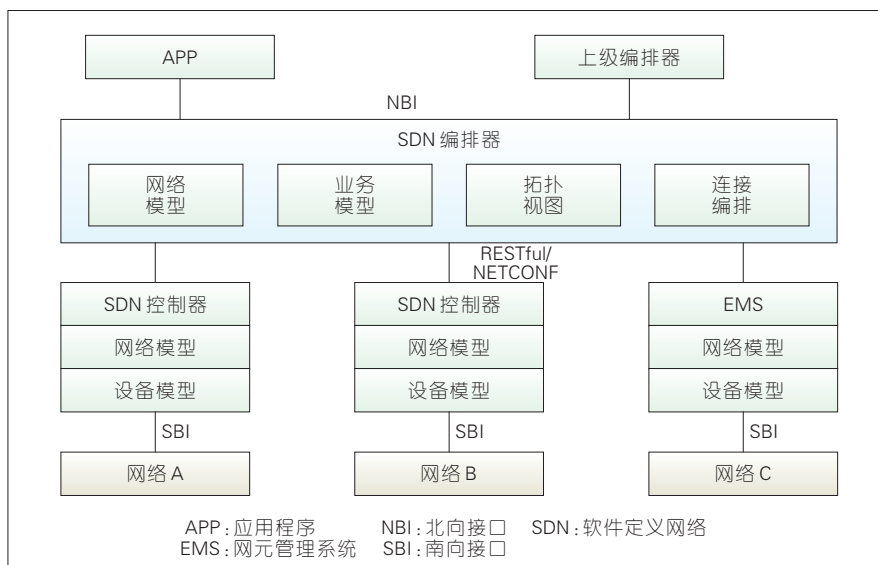 APP
上级编排器
NBI
SDN 编排器
网络
模型
业务
模型
拓扑
视图
连接
编排
RESTful/
NETCONF
SDN 控制器
SDN 控制器
EMS
网络模型
网络模型
网络模型
设备模型
设备模型
设备模型
SBI
SBI
SBI
网络 A
网络 B
网络 C
APP：应用程序 NBI：北向接口 SDN：软件定义网络
EMS：网元管理系统 SBI：南向接口